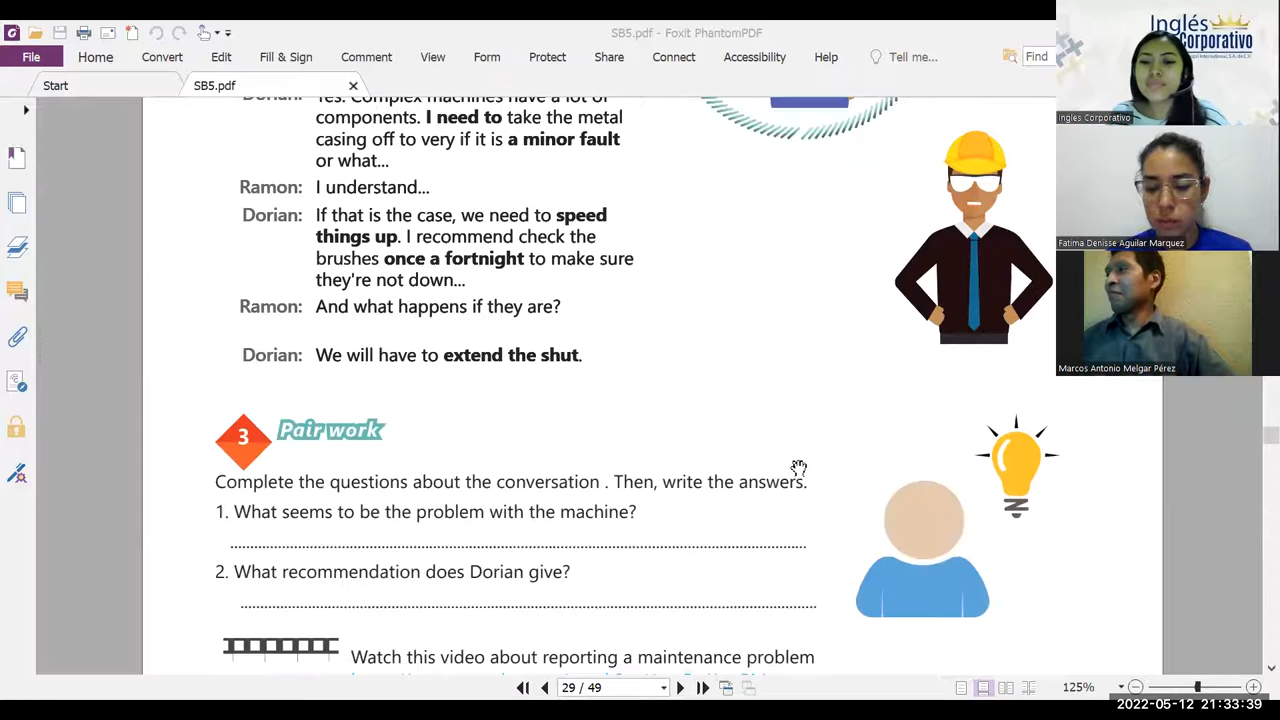 SB5.pdf - Foxit PhantomPDF
File Home Convert Edit Fill & Sign Comment View Form Protect Share Connect Accessibility Help Tell me... Find
Start SB5.pdf
Dorian: Yes. Complex machines have a lot of
components. I need to take the metal
casing off to very if it is a minor fault
or what...
Ramon: I understand...
Dorian: If that is the case, we need to speed
things up. I recommend check the
brushes once a fortnight to make sure
they're not down...
Ramon: And what happens if they are?
Dorian: We will have to extend the shut.
3 Pair work
Complete the questions about the conversation . Then, write the answers.
1. What seems to be the problem with the machine?
2. What recommendation does Dorian give?
Watch this video about reporting a maintenance problem
29 / 49
125%
Inglés
Corporativo
Ingles Corporativo
Fatima Denisse Aguilar Marquez
Marcos Antonio Melgar Pérez
2022-05-12 21:33:39